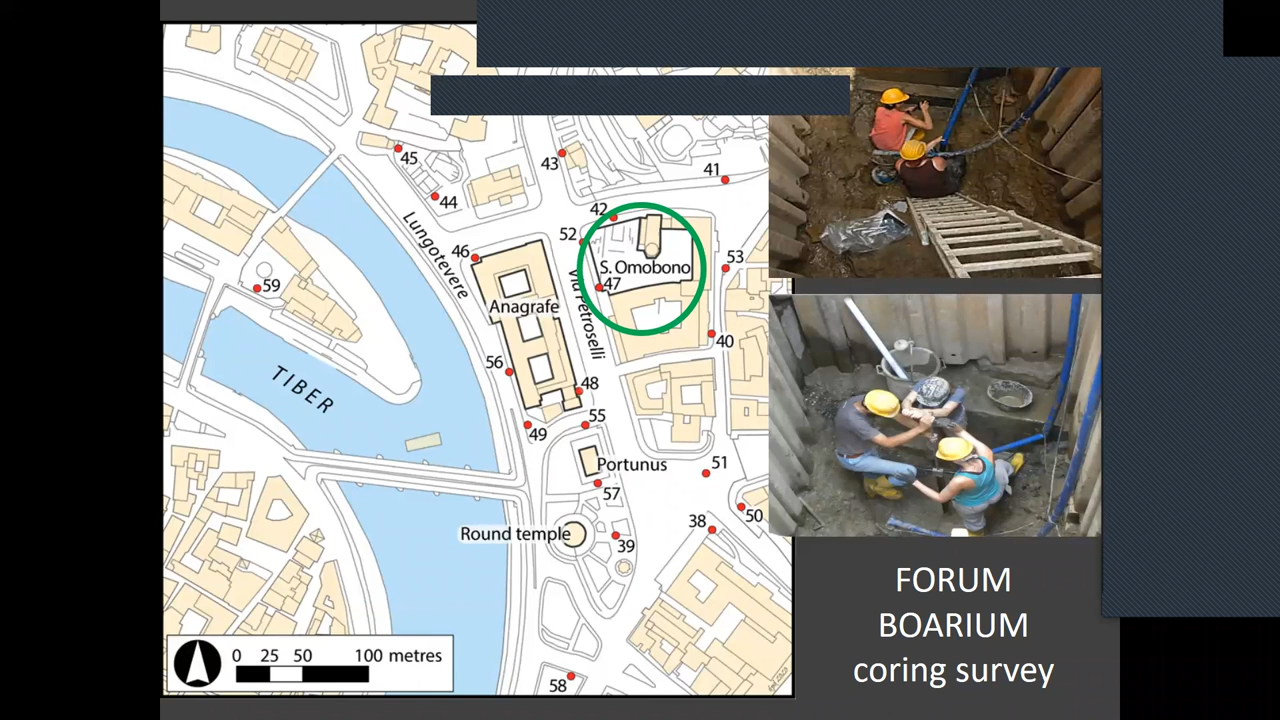 45
43
41
44
42
52
46
S. Omobono
53
47
59
Lungotevere
Anagrafe
Via Petroselli
40
56
TIBER
48
49
55
Portunus
51
57
50
38
Round temple
39
58
0 25 50 100 metres
FORUM
BOARIUM
coring survey